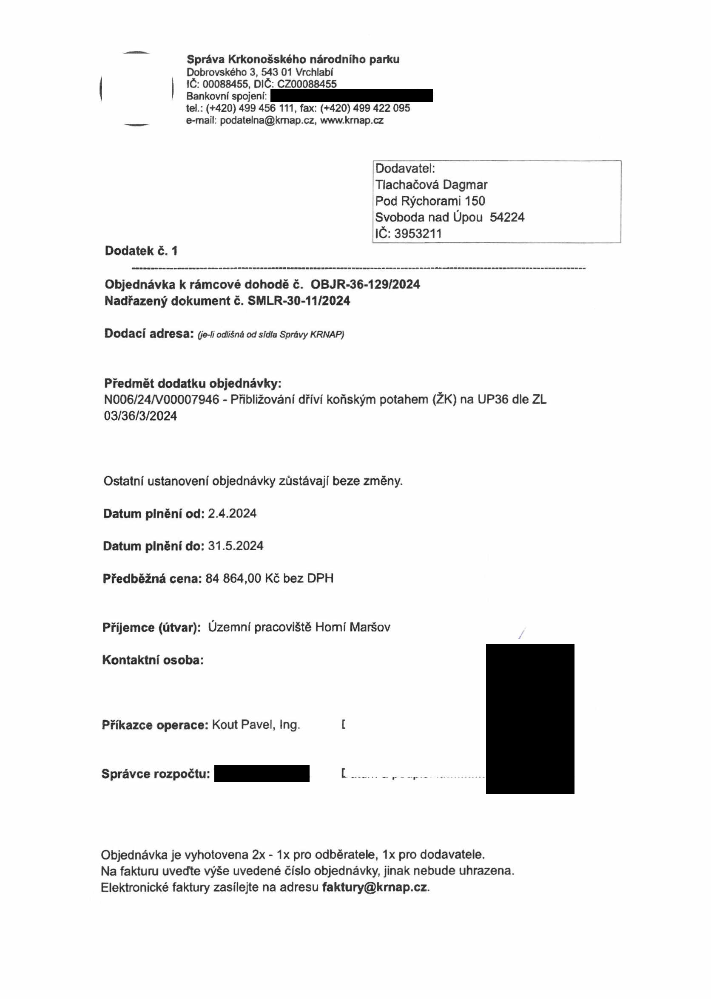 Správa Krkonošského národního parku
Dobrovského 3, 543 01 Vrchlabí
IČ: 00088455, DIČ: CZ00088455
Bankovní spojení:
tel.: (+420) 499 456 111, fax: (+420) 499 422 095
e-mail: podatelna@krnap.cz, www.krnap.cz
Dodavatel:
Tlachačová Dagmar
Pod Rýchorami 150
Svoboda nad Úpou 54224
IČ: 3953211
Dodatek č. 1
Objednávka k rámcové dohodě č. OBJR-36-129/2024
Nadřazený dokument č. SMLR-30-11/2024
Dodací adresa: (je-li odlišná od sídla Správy KRNAP)
Předmět dodatku objednávky:
N006/24/V00007946 - Přibližování dříví koňským potahem (ŽK) na UP36 dle ZL
03/36/3/2024
Ostatní ustanovení objednávky zůstávají beze změny.
Datum plnění od: 2.4.2024
Datum plnění do: 31.5.2024
Předběžná cena: 84 864,00 Kč bez DPH
Příjemce (útvar): Územní pracoviště Horní Maršov
Kontaktní osoba:
Příkazce operace: Kout Pavel, Ing.
Správce rozpočtu:
Objednávka je vyhotovena 2x - 1x pro odběratele, 1x pro dodavatele.
Na fakturu uveďte výše uvedené číslo objednávky, jinak nebude uhrazena.
Elektronické faktury zasílejte na adresu faktury@krnap.cz.